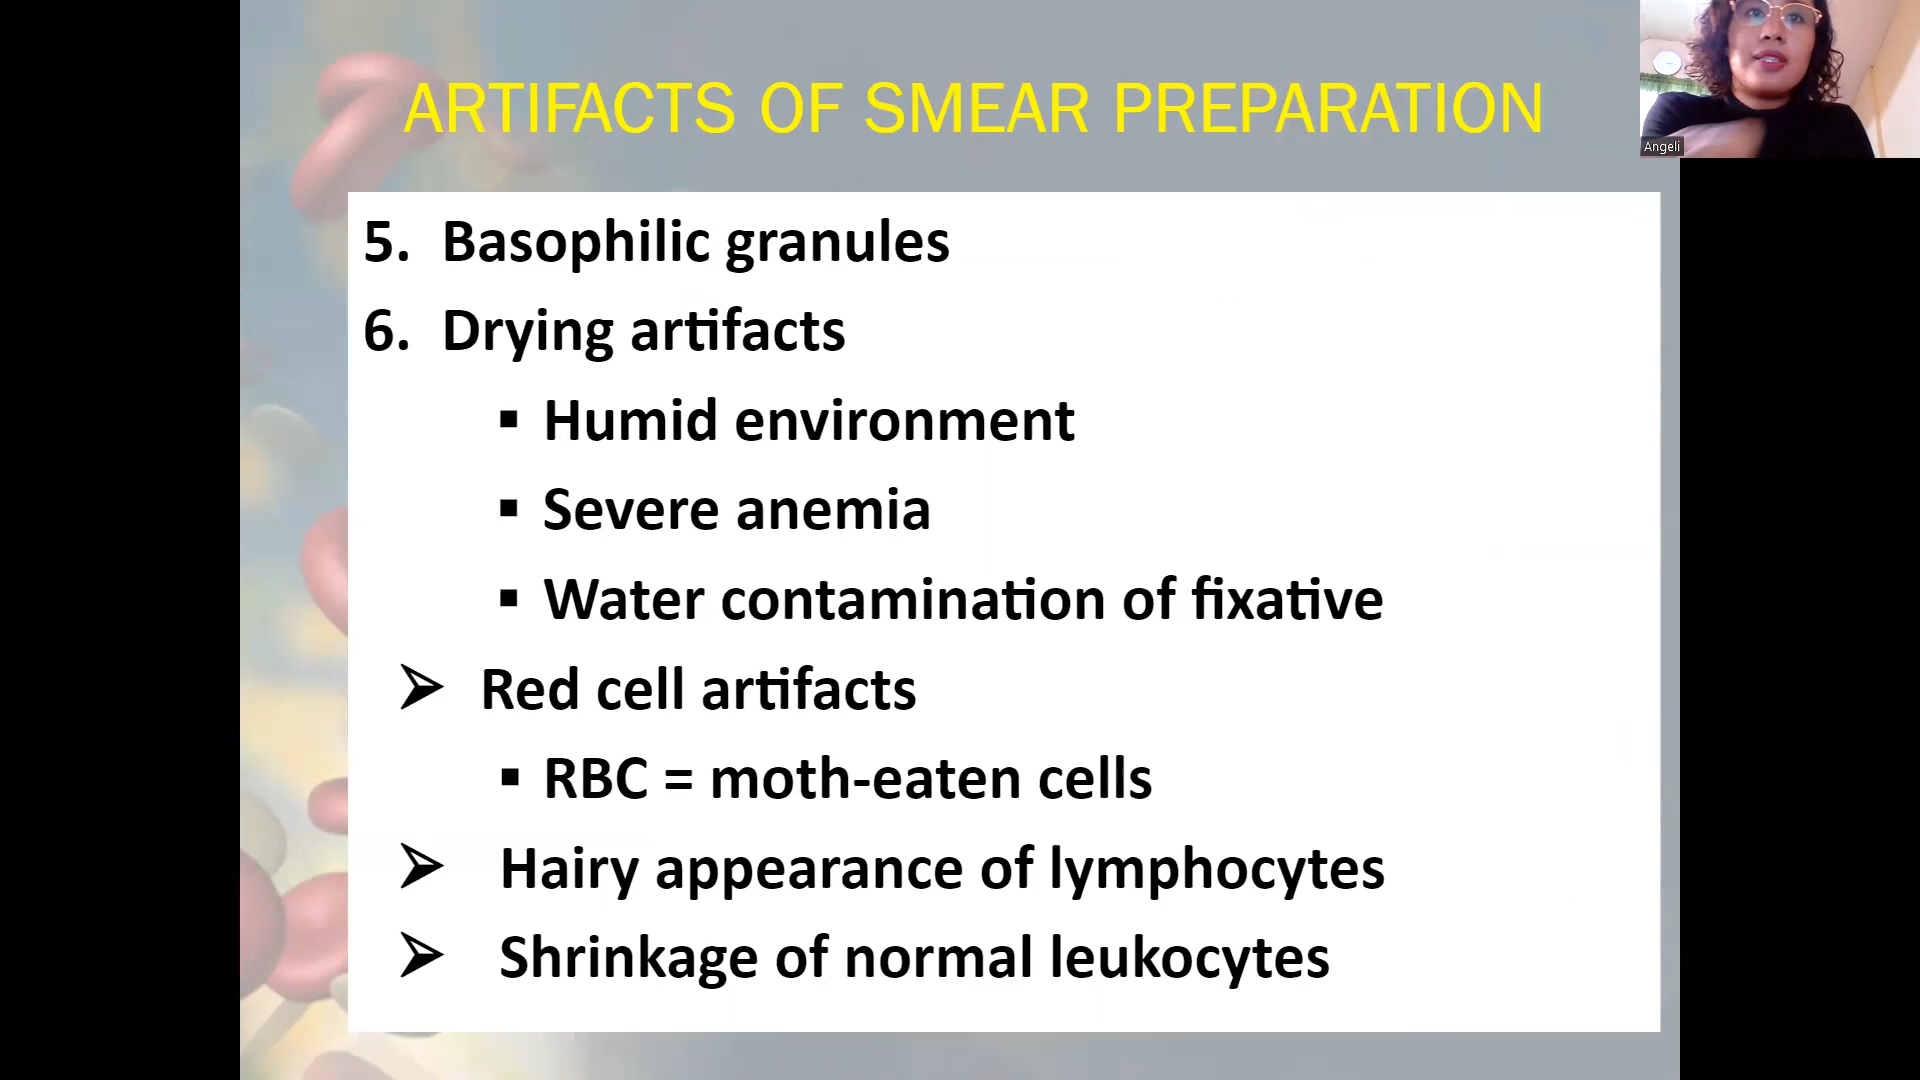 ARTIFACTS OF SMEAR PREPARATION
Angeli
5. Basophilic granules
6. Drying artifacts
▪ Humid environment
▪ Severe anemia
▪ Water contamination of fixative
➢ Red cell artifacts
▪ RBC = moth-eaten cells
➢ Hairy appearance of lymphocytes
➢ Shrinkage of normal leukocytes